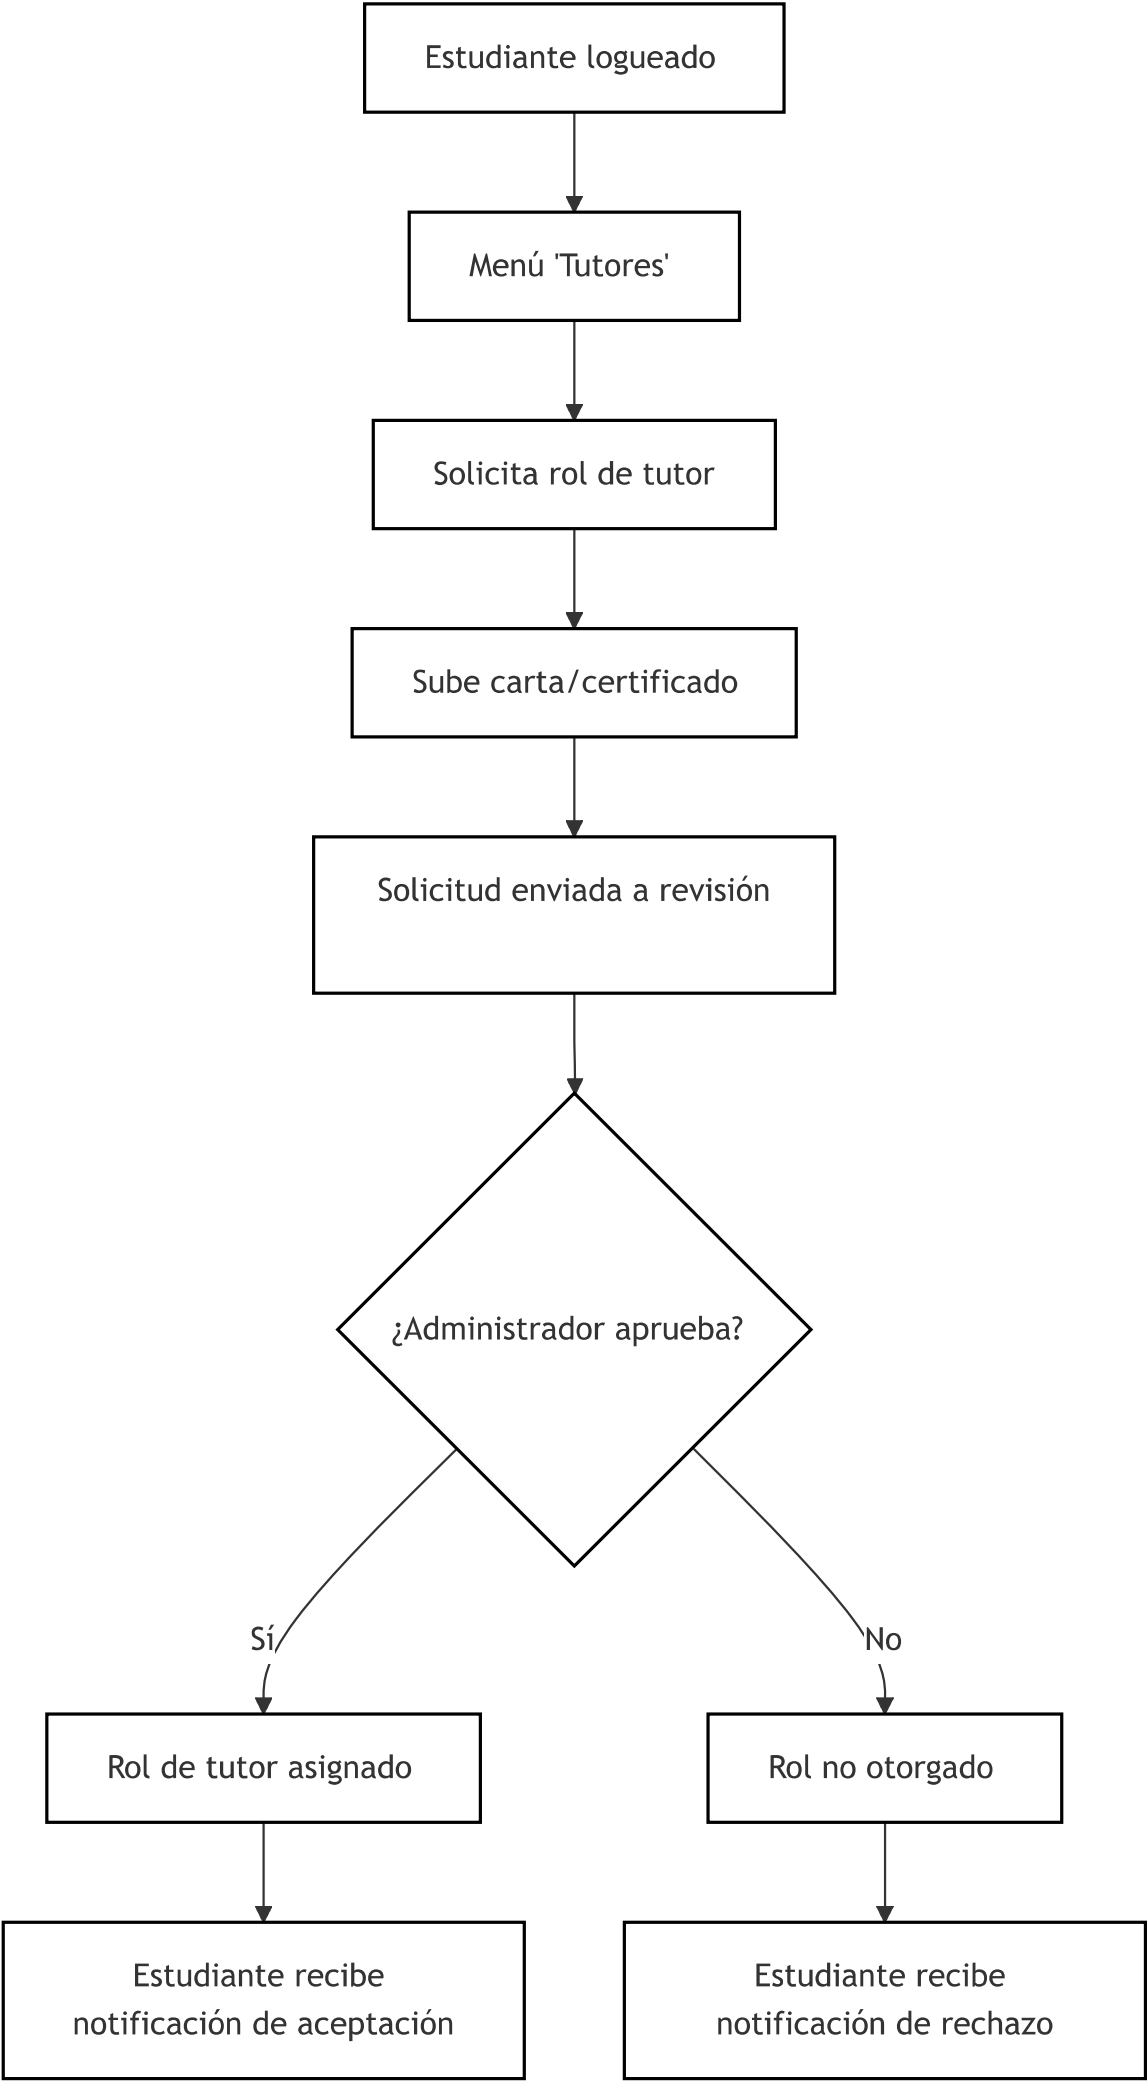 Estudiante logueado
Menú 'Tutores'
Solicita rol de tutor
Sube carta/certificado
Solicitud enviada a revisión
¿Administrador aprueba?
Sí
No
Rol de tutor asignado
Rol no otorgado
Estudiante recibe
notificación de aceptación
Estudiante recibe
notificación de rechazo